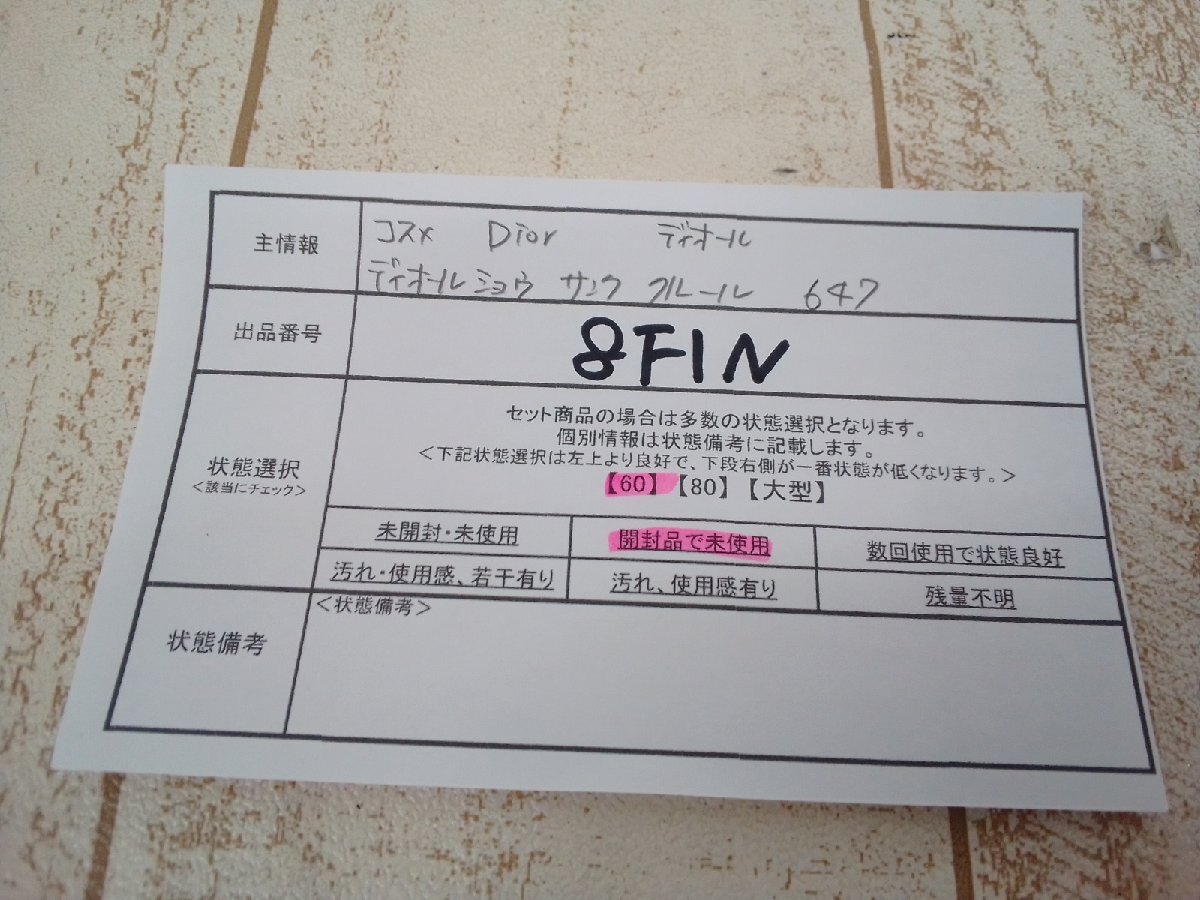 主情報
コスメ Dior ディオール
ディオールショウ サンク クルール 647
出品番号
8FIN
状態選択
<該当にチェック>
セット商品の場合は多数の状態選択となります。
個別情報は状態備考に記載します。
<下記状態選択は左上より良好で、下段右側が一番状態が低くなります。>
【60】【80】【大型】
未開封・未使用 開封品で未使用 数回使用で状態良好
汚れ・使用感、若干有り 汚れ、使用感有り 残量不明
状態備考
<状態備考>